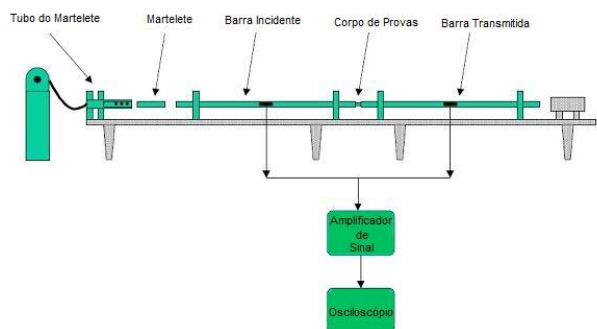 Tubo do Martelete
Martelete
Barra Incidente
Corpo de Provas
Barra Transmitida
Amplificador
de
Sinal
Osciloscópio